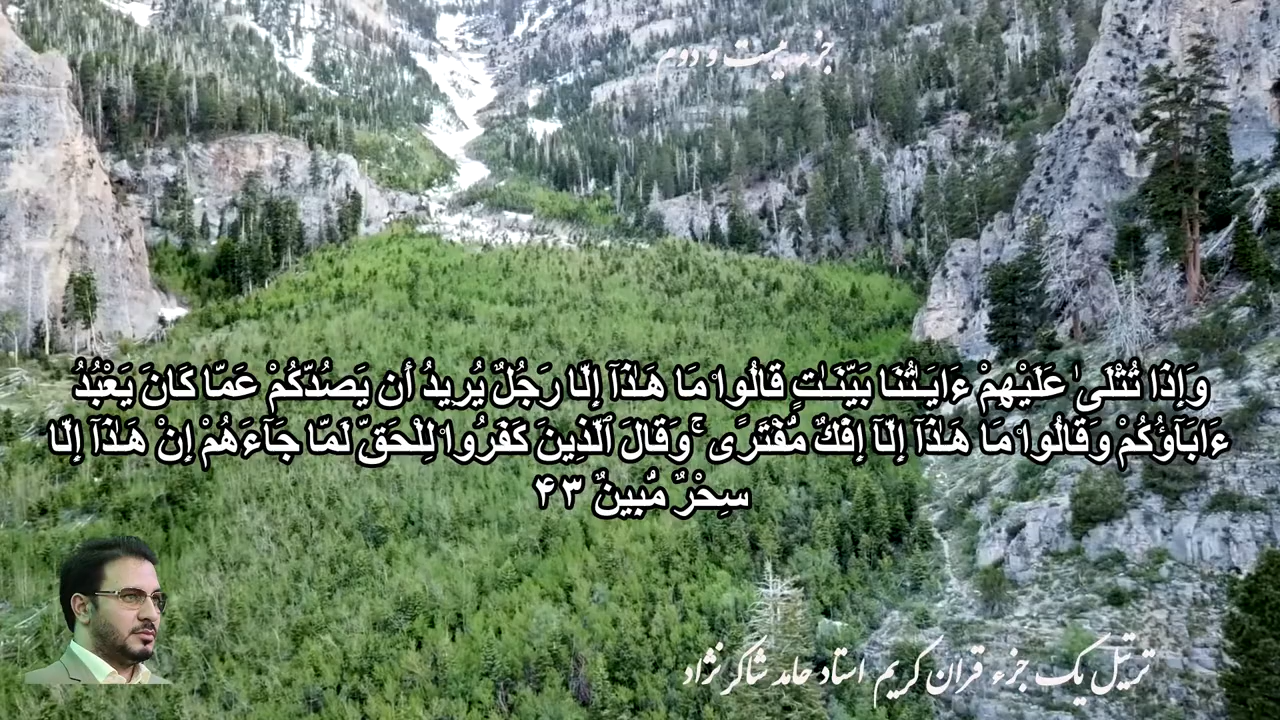 جزء بیست و دوم
وَإِذَا تُتْلَىٰ عَلَيْهِمْ ءَايَـٰتُنَا بَيِّنَـٰتٍ قَالُوا۟ مَا هَـٰذَآ إِلَّا رَجُلٌ يُرِيدُ أَن يَصُدَّكُمْ عَمَّا كَانَ يَعْبُدُ
ءَابَآؤُكُمْ وَقَالُوا۟ مَا هَـٰذَآ إِلَّآ إِفْكٌ مُّفْتَرًى ۚ وَقَالَ ٱلَّذِينَ كَفَرُوا۟ لِلْحَقِّ لَمَّا جَآءَهُمْ إِنْ هَـٰذَآ إِلَّا
سِحْرٌ مُّبِينٌ ۴۳
ترتیل یک جزء قران کریم استاد حامد شاکرنژاد